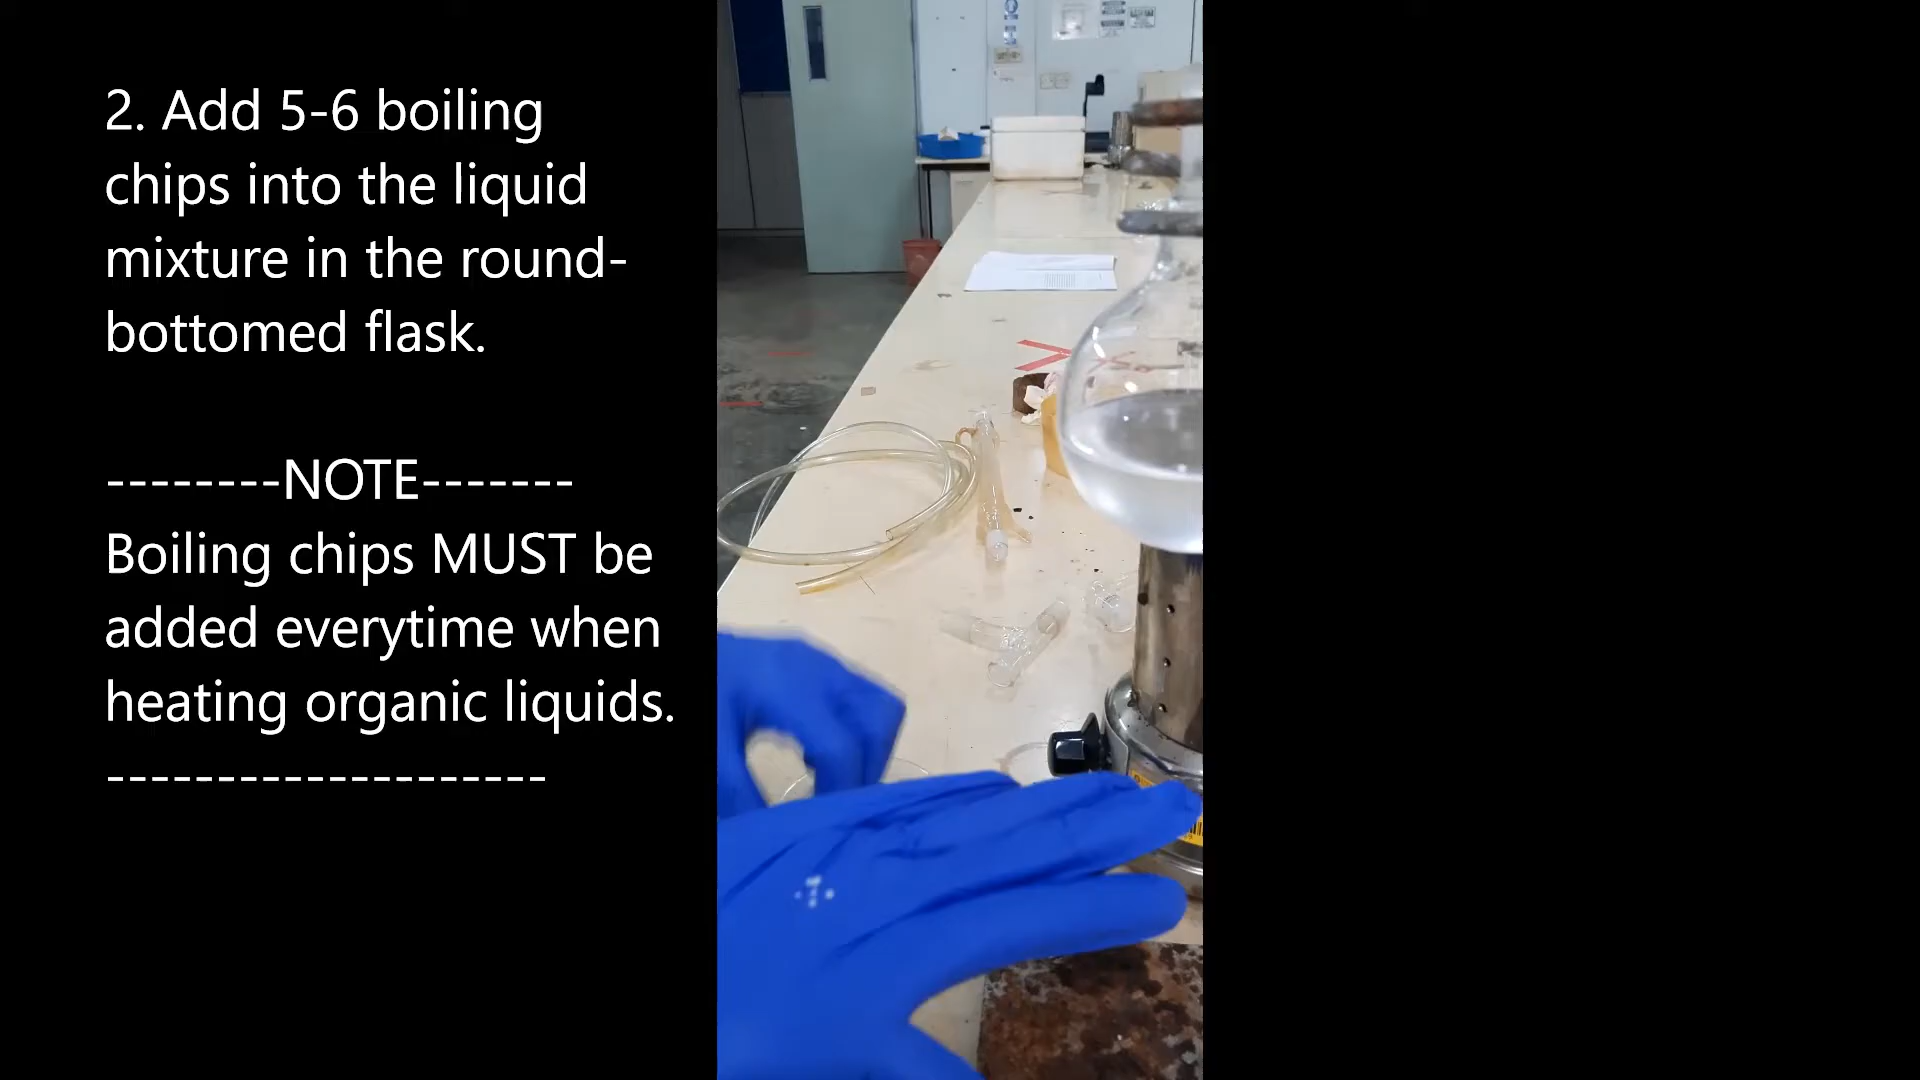 2. Add 5-6 boiling
chips into the liquid
mixture in the round-
bottomed flask.
--------NOTE-------
Boiling chips MUST be
added everytime when
heating organic liquids.
--------------------